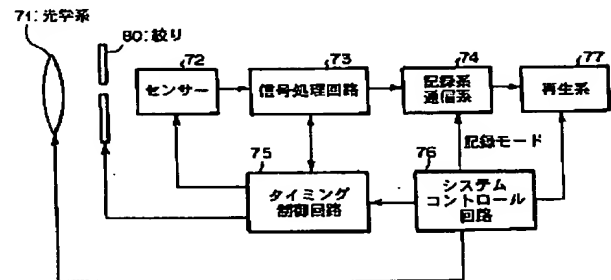 71:光学系
80:絞り
72
センサー
73
信号処理回路
74
記録系
通信系
77
再生系
記録モード
75
タイミング
制御回路
76
システム
コントロール
回路